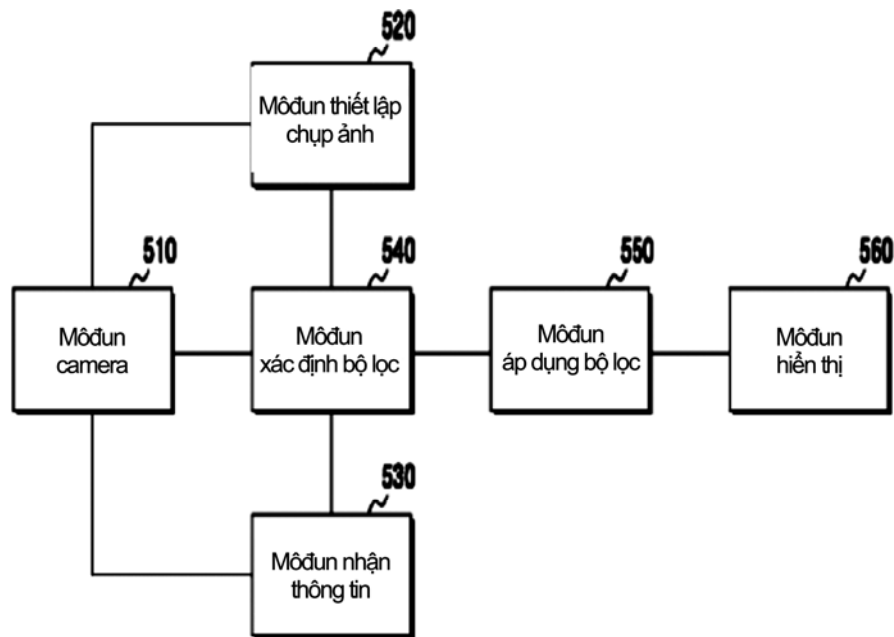 520
Môđun thiết lập
chụp ảnh
510
Môđun
camera
540
Môđun
xác định bộ lọc
550
Môđun
áp dụng bộ lọc
560
Môđun
hiển thị
530
Môđun nhận
thông tin